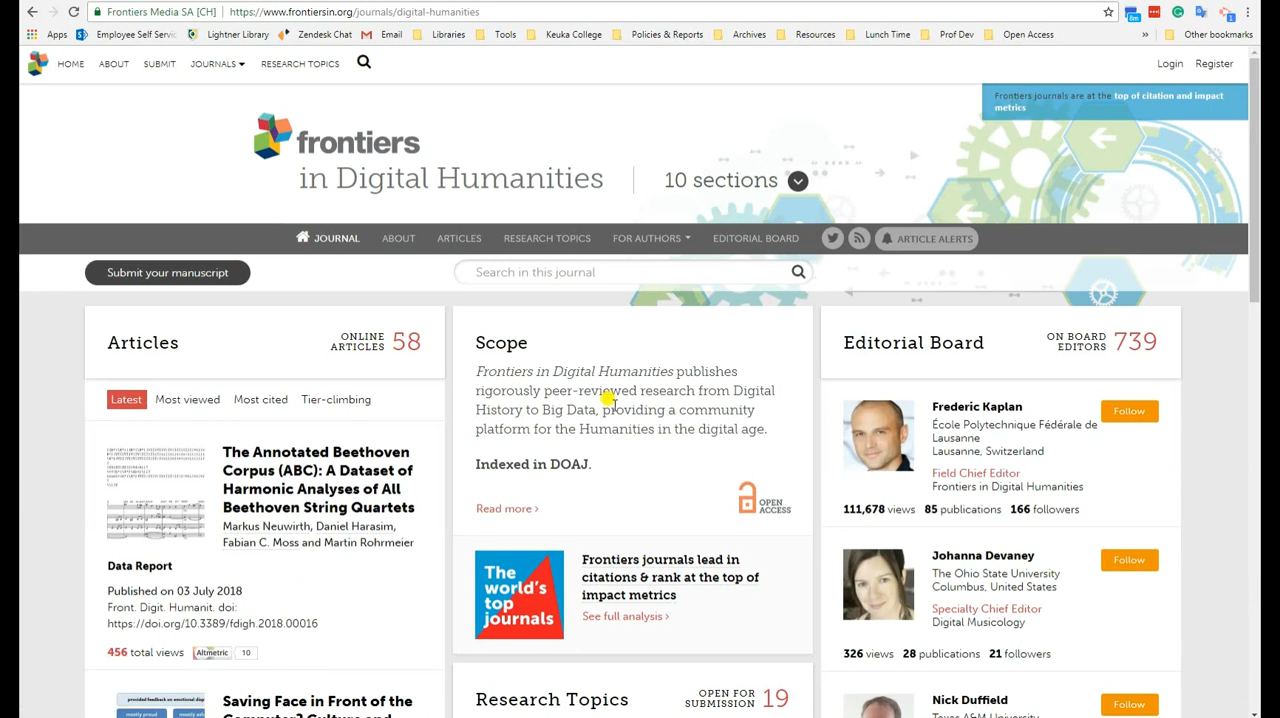 Frontiers Media SA [CH]
https://www.frontiersin.org/journals/digital-humanities
8m
1
Apps
Employee Self Servic
Lightner Library
Zendesk Chat
Email
Libraries
Tools
Keuka College
Policies & Reports
Archives
Resources
Lunch Time
Prof Dev
Open Access
»
Other bookmarks
HOME
ABOUT
SUBMIT
JOURNALS
RESEARCH TOPICS
Login
Register
Frontiers journals are at the top of citation and impact
metrics
frontiers
in Digital Humanities
10 sections
JOURNAL
ABOUT
ARTICLES
RESEARCH TOPICS
FOR AUTHORS
EDITORIAL BOARD
ARTICLE ALERTS
Submit your manuscript
Search in this journal
Articles
ONLINE
ARTICLES
58
Latest
Most viewed
Most cited
Tier-climbing
The Annotated Beethoven
Corpus (ABC): A Dataset of
Harmonic Analyses of All
Beethoven String Quartets
Markus Neuwirth, Daniel Harasim,
Fabian C. Moss and Martin Rohrmeier
Data Report
Published on 03 July 2018
Front. Digit. Humanit. doi:
https://doi.org/10.3389/fdigh.2018.00016
456 total views
Altmetric
10
Saving Face in Front of the
Scope
Frontiers in Digital Humanities publishes
rigorously peer-reviewed research from Digital
History to Big Data, providing a community
platform for the Humanities in the digital age.
Indexed in DOAJ.
Read more ›
OPEN
ACCESS
The
world's
top
journals
Frontiers journals lead in
citations & rank at the top of
impact metrics
See full analysis ›
Research Topics
OPEN FOR
SUBMISSION
19
Editorial Board
ON BOARD
EDITORS
739
Frederic Kaplan
École Polytechnique Fédérale de
Lausanne
Lausanne, Switzerland
Field Chief Editor
Frontiers in Digital Humanities
111,678 views 85 publications 166 followers
Follow
Johanna Devaney
The Ohio State University
Columbus, United States
Specialty Chief Editor
Digital Musicology
326 views 28 publications 21 followers
Follow
Nick Duffield
Follow